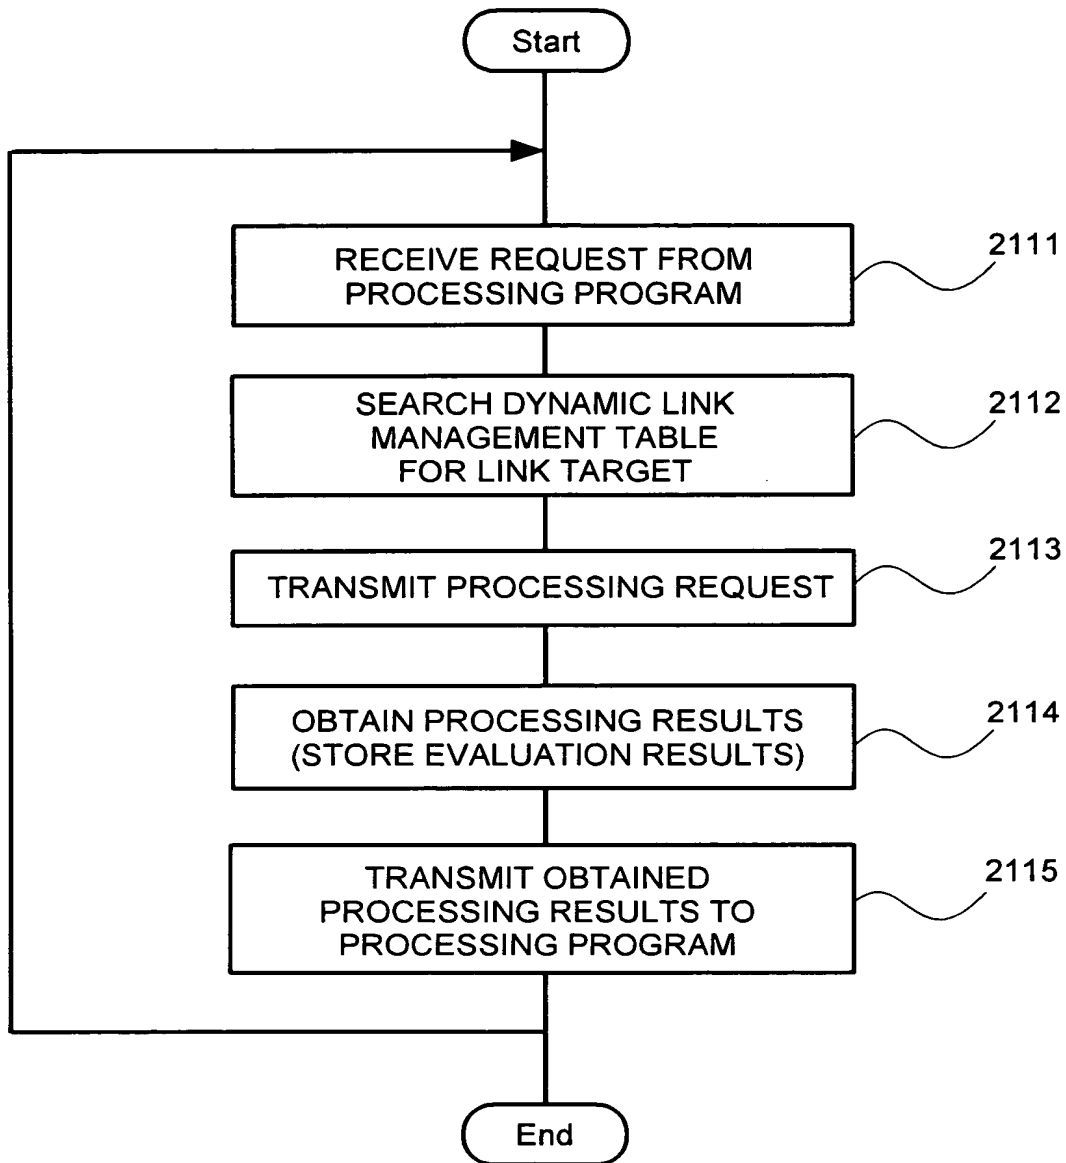 Start
RECEIVE REQUEST FROM
PROCESSING PROGRAM
2111
SEARCH DYNAMIC LINK
MANAGEMENT TABLE
FOR LINK TARGET
2112
TRANSMIT PROCESSING REQUEST
2113
OBTAIN PROCESSING RESULTS
(STORE EVALUATION RESULTS)
2114
TRANSMIT OBTAINED
PROCESSING RESULTS TO
PROCESSING PROGRAM
2115
End